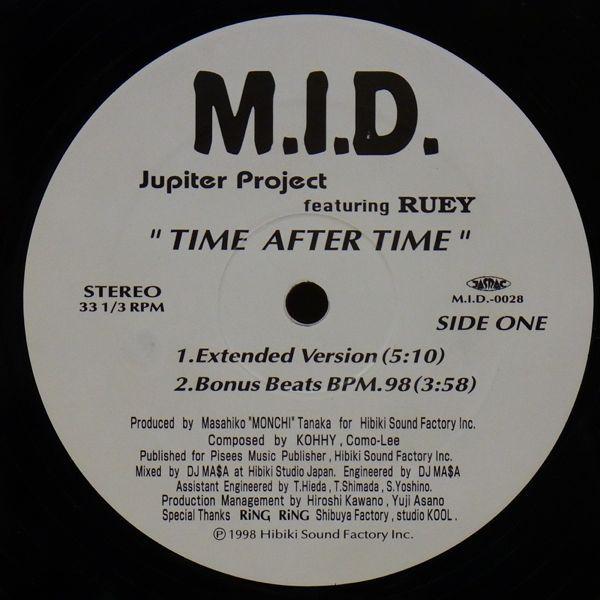 M.I.D.
Jupiter Project
featuring RUEY
" TIME AFTER TIME "
STEREO
33 1/3 RPM
JASRAC
M.I.D.-0028
SIDE ONE
1.Extended Version (5:10)
2.Bonus Beats BPM.98 (3:58)
Produced by Masahiko "MONCHI" Tanaka for Hibiki Sound Factory Inc.
Composed by KOHHY , Como-Lee
Published for Pisees Music Publisher , Hibiki Sound Factory Inc.
Mixed by DJ MA$A at Hibiki Studio Japan. Engineered by DJ MA$A
Assistant Engineered by T.Hieda , T.Shimada , S.Yoshino.
Production Management by Hiroshi Kawano , Yuji Asano
Special Thanks RiNG RiNG Shibuya Factory , studio KOOL .
℗ 1998 Hibiki Sound Factory Inc.